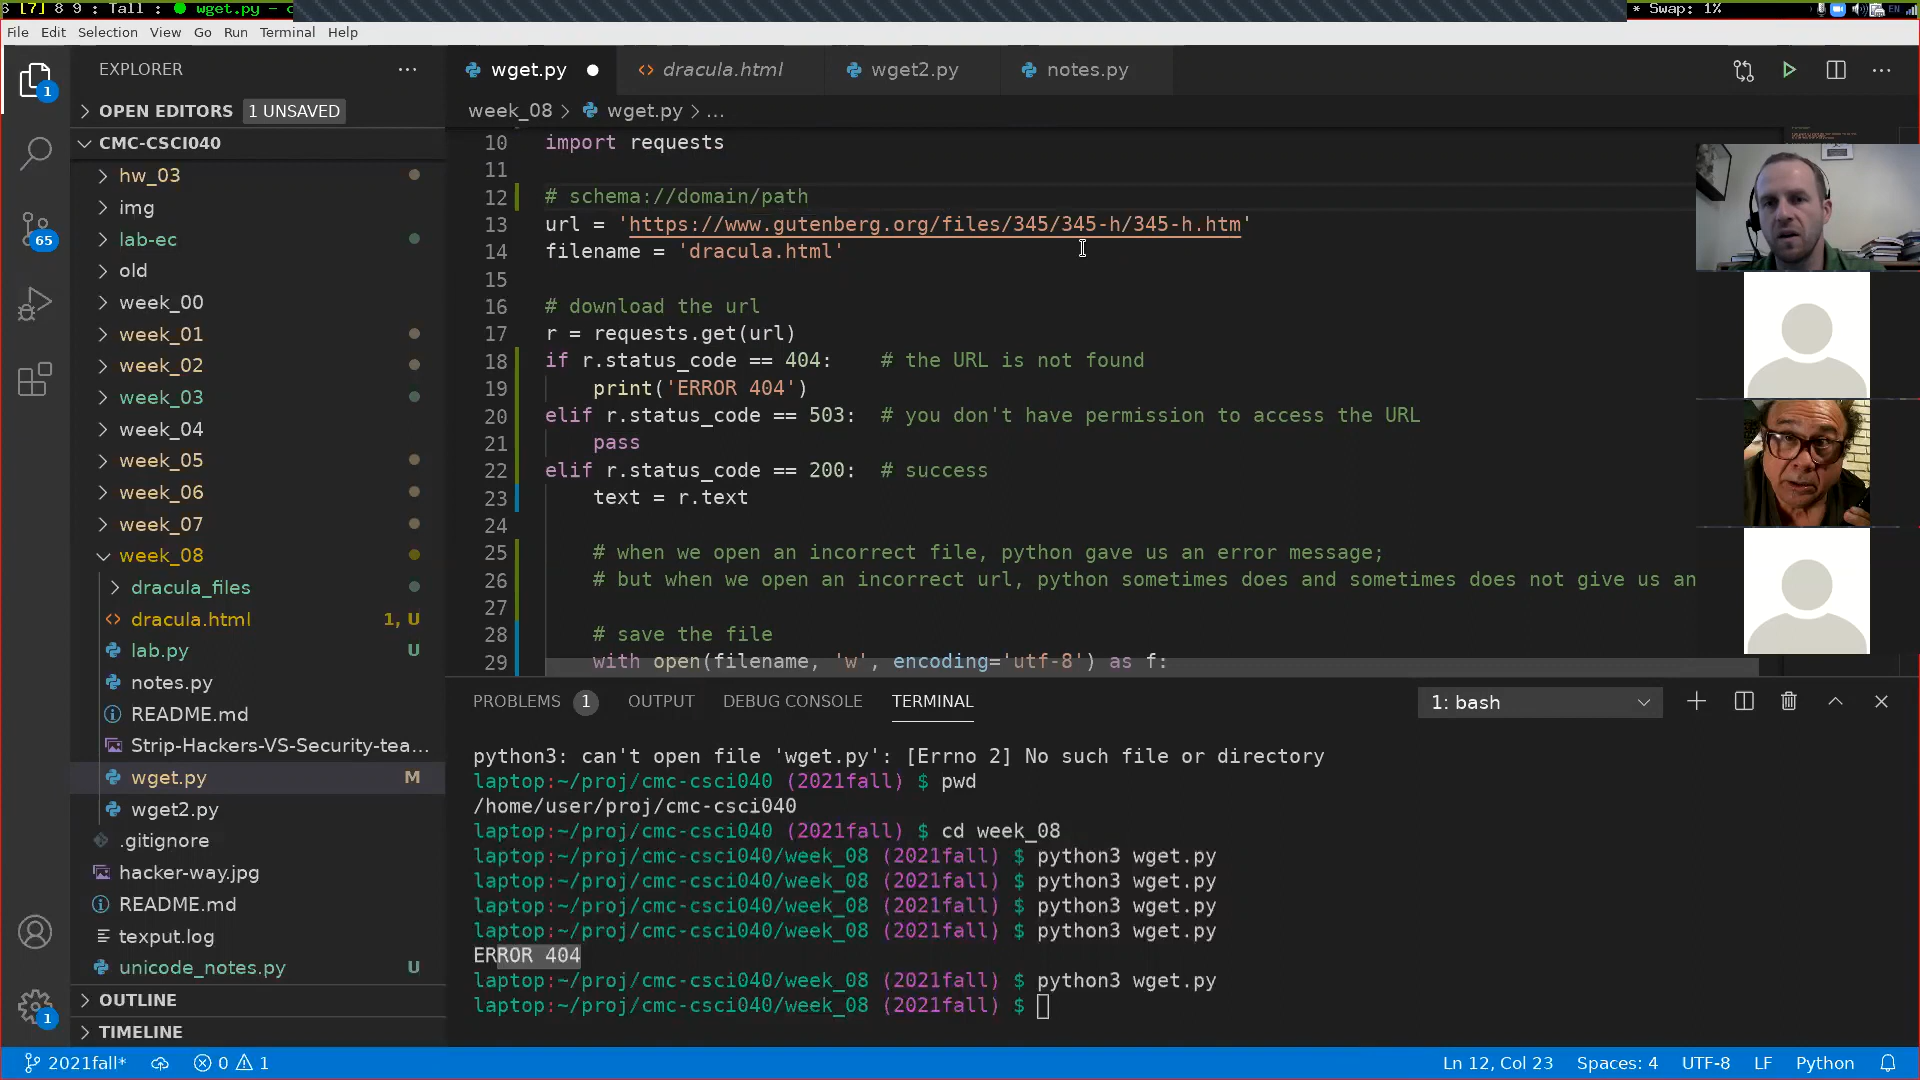 6 [7] 8 9 : Tall : wget.py – c
* Swap: 1%
EN
File Edit Selection View Go Run Terminal Help
EXPLORER ...
wget.py
dracula.html
wget2.py
notes.py
1
OPEN EDITORS 1 UNSAVED
week_08 > wget.py > ...
CMC-CSCI040
hw_03
img
lab-ec
old
week_00
week_01
week_02
week_03
week_04
week_05
week_06
week_07
week_08
dracula_files
dracula.html 1, U
lab.py U
notes.py
README.md
Strip-Hackers-VS-Security-tea...
wget.py M
wget2.py
.gitignore
hacker-way.jpg
README.md
texput.log
unicode_notes.py U
OUTLINE
TIMELINE
65
1
10 import requests
11
12 # schema://domain/path
13 url = 'https://www.gutenberg.org/files/345/345-h/345-h.htm'
14 filename = 'dracula.html'
15
16 # download the url
17 r = requests.get(url)
18 if r.status_code == 404: # the URL is not found
19 print('ERROR 404')
20 elif r.status_code == 503: # you don't have permission to access the URL
21 pass
22 elif r.status_code == 200: # success
23 text = r.text
24
25 # when we open an incorrect file, python gave us an error message;
26 # but when we open an incorrect url, python sometimes does and sometimes does not give us an
27
28 # save the file
29 with open(filename, 'w', encoding='utf-8') as f:
PROBLEMS 1 OUTPUT DEBUG CONSOLE TERMINAL
1: bash
python3: can't open file 'wget.py': [Errno 2] No such file or directory
laptop:~/proj/cmc-csci040 (2021fall) $ pwd
/home/user/proj/cmc-csci040
laptop:~/proj/cmc-csci040 (2021fall) $ cd week_08
laptop:~/proj/cmc-csci040/week_08 (2021fall) $ python3 wget.py
laptop:~/proj/cmc-csci040/week_08 (2021fall) $ python3 wget.py
laptop:~/proj/cmc-csci040/week_08 (2021fall) $ python3 wget.py
laptop:~/proj/cmc-csci040/week_08 (2021fall) $ python3 wget.py
ERROR 404
laptop:~/proj/cmc-csci040/week_08 (2021fall) $ python3 wget.py
laptop:~/proj/cmc-csci040/week_08 (2021fall) $
2021fall* 0 1
Ln 12, Col 23 Spaces: 4 UTF-8 LF Python